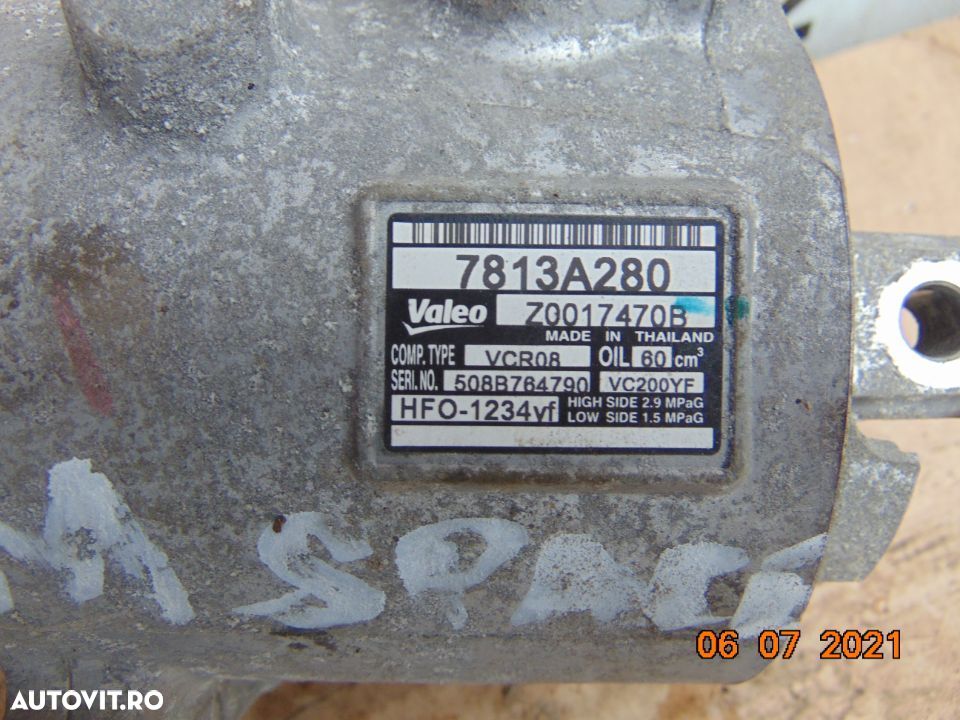 7813A280
Valeo Z0017470B
MADE IN THAILAND
COMP. TYPE VCR08 OIL 60 cm³
SERI. NO. 508B764790 VC200YF
HFO-1234yf HIGH SIDE 2.9 MPaG
LOW SIDE 1.5 MPaG
SPACE
06 07 2021
AUTOVIT.RO